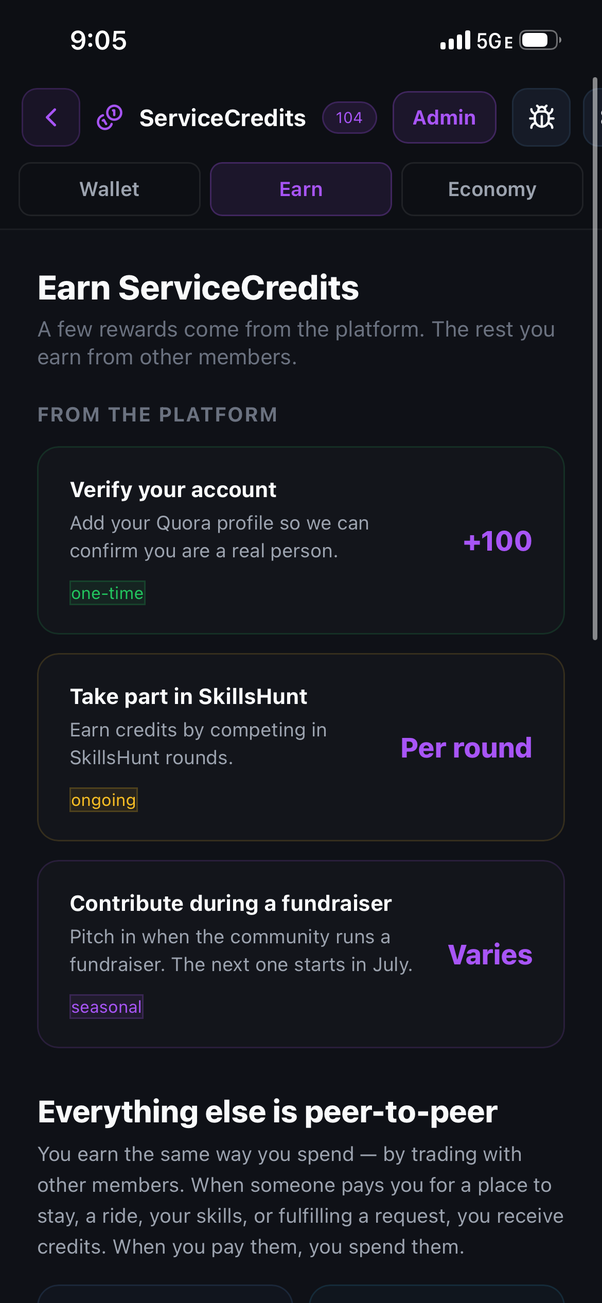 9:05
5GE
ServiceCredits
104
Admin
Wallet
Earn
Economy
Earn ServiceCredits
A few rewards come from the platform. The rest you
earn from other members.
FROM THE PLATFORM
Verify your account
Add your Quora profile so we can
confirm you are a real person.
+100
one-time
Take part in SkillsHunt
Earn credits by competing in
SkillsHunt rounds.
Per round
ongoing
Contribute during a fundraiser
Pitch in when the community runs a
fundraiser. The next one starts in July.
Varies
seasonal
Everything else is peer-to-peer
You earn the same way you spend — by trading with
other members. When someone pays you for a place to
stay, a ride, your skills, or fulfilling a request, you receive
credits. When you pay them, you spend them.